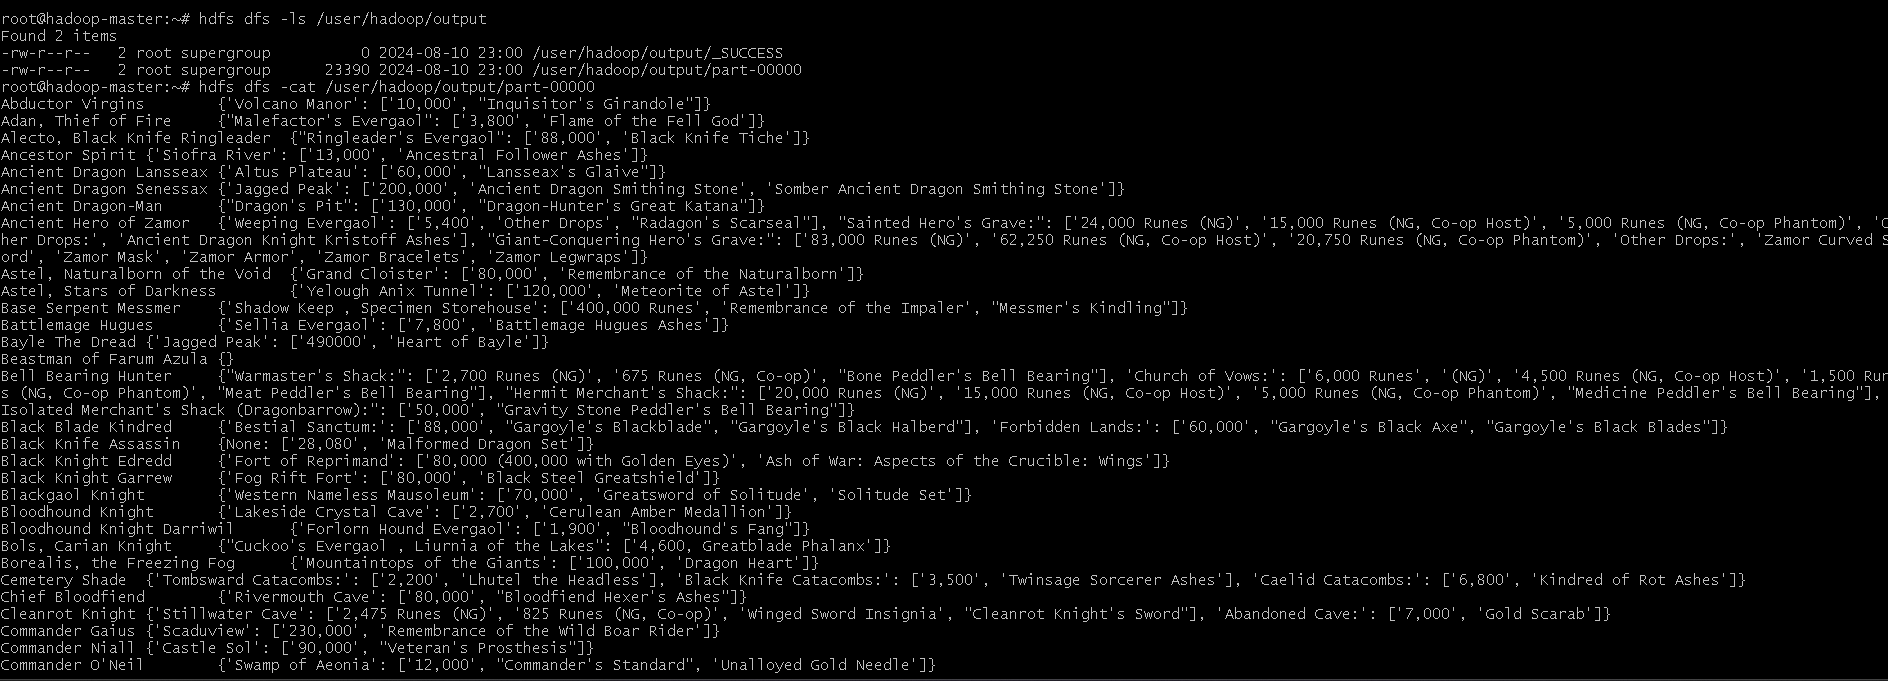 root@hadoop-master:~# hdfs dfs -ls /user/hadoop/output
Found 2 items
-rw-r--r--   2 root supergroup          0 2024-08-10 23:00 /user/hadoop/output/_SUCCESS
-rw-r--r--   2 root supergroup      23390 2024-08-10 23:00 /user/hadoop/output/part-00000
root@hadoop-master:~# hdfs dfs -cat /user/hadoop/output/part-00000
Abductor Virgins        {'Volcano Manor': ['10,000', "Inquisitor's Girandole"]}
Adan, Thief of Fire     {"Malefactor's Evergaol": ['3,800', 'Flame of the Fell God']}
Alecto, Black Knife Ringleader  {"Ringleader's Evergaol": ['88,000', 'Black Knife Tiche']}
Ancestor Spirit {'Siofra River': ['13,000', 'Ancestral Follower Ashes']}
Ancient Dragon Lansseax {'Altus Plateau': ['60,000', "Lansseax's Glaive"]}
Ancient Dragon Senessax {'Jagged Peak': ['200,000', 'Ancient Dragon Smithing Stone', 'Somber Ancient Dragon Smithing Stone']}
Ancient Dragon-Man      {"Dragon's Pit": ['130,000', "Dragon-Hunter's Great Katana"]}
Ancient Hero of Zamor   {'Weeping Evergaol': ['5,400', 'Other Drops', "Radagon's Scarseal"], "Sainted Hero's Grave:": ['24,000 Runes (NG)', '15,000 Runes (NG, Co-op Host)', '5,000 Runes (NG, Co-op Phantom)', 'O
her Drops:', 'Ancient Dragon Knight Kristoff Ashes'], "Giant-Conquering Hero's Grave:": ['83,000 Runes (NG)', '62,250 Runes (NG, Co-op Host)', '20,750 Runes (NG, Co-op Phantom)', 'Other Drops:', 'Zamor Curved S
ord', 'Zamor Mask', 'Zamor Armor', 'Zamor Bracelets', 'Zamor Legwraps']}
Astel, Naturalborn of the Void  {'Grand Cloister': ['80,000', 'Remembrance of the Naturalborn']}
Astel, Stars of Darkness        {'Yelough Anix Tunnel': ['120,000', 'Meteorite of Astel']}
Base Serpent Messmer    {'Shadow Keep , Specimen Storehouse': ['400,000 Runes', 'Remembrance of the Impaler', "Messmer's Kindling"]}
Battlemage Hugues       {'Sellia Evergaol': ['7,800', 'Battlemage Hugues Ashes']}
Bayle The Dread {'Jagged Peak': ['490000', 'Heart of Bayle']}
Beastman of Farum Azula {}
Bell Bearing Hunter     {"Warmaster's Shack:": ['2,700 Runes (NG)', '675 Runes (NG, Co-op)', "Bone Peddler's Bell Bearing"], 'Church of Vows:': ['6,000 Runes', '(NG)', '4,500 Runes (NG, Co-op Host)', '1,500 Run
s (NG, Co-op Phantom)', "Meat Peddler's Bell Bearing"], "Hermit Merchant's Shack:": ['20,000 Runes (NG)', '15,000 Runes (NG, Co-op Host)', '5,000 Runes (NG, Co-op Phantom)', "Medicine Peddler's Bell Bearing"],
Isolated Merchant's Shack (Dragonbarrow):": ['50,000', "Gravity Stone Peddler's Bell Bearing"]}
Black Blade Kindred     {'Bestial Sanctum:': ['88,000', "Gargoyle's Blackblade", "Gargoyle's Black Halberd"], 'Forbidden Lands:': ['60,000', "Gargoyle's Black Axe", "Gargoyle's Black Blades"]}
Black Knife Assassin    {None: ['28,080', 'Malformed Dragon Set']}
Black Knight Edredd     {'Fort of Reprimand': ['80,000 (400,000 with Golden Eyes)', 'Ash of War: Aspects of the Crucible: Wings']}
Black Knight Garrew     {'Fog Rift Fort': ['80,000', 'Black Steel Greatshield']}
Blackgaol Knight        {'Western Nameless Mausoleum': ['70,000', 'Greatsword of Solitude', 'Solitude Set']}
Bloodhound Knight       {'Lakeside Crystal Cave': ['2,700', 'Cerulean Amber Medallion']}
Bloodhound Knight Darriwil      {'Forlorn Hound Evergaol': ['1,900', "Bloodhound's Fang"]}
Bols, Carian Knight     {"Cuckoo's Evergaol , Liurnia of the Lakes": ['4,600, Greatblade Phalanx']}
Borealis, the Freezing Fog      {'Mountaintops of the Giants': ['100,000', 'Dragon Heart']}
Cemetery Shade  {'Tombsward Catacombs:': ['2,200', 'Lhutel the Headless'], 'Black Knife Catacombs:': ['3,500', 'Twinsage Sorcerer Ashes'], 'Caelid Catacombs:': ['6,800', 'Kindred of Rot Ashes']}
Chief Bloodfiend        {'Rivermouth Cave': ['80,000', "Bloodfiend Hexer's Ashes"]}
Cleanrot Knight {'Stillwater Cave': ['2,475 Runes (NG)', '825 Runes (NG, Co-op)', 'Winged Sword Insignia', "Cleanrot Knight's Sword"], 'Abandoned Cave:': ['7,000', 'Gold Scarab']}
Commander Gaius {'Scaduview': ['230,000', 'Remembrance of the Wild Boar Rider']}
Commander Niall {'Castle Sol': ['90,000', "Veteran's Prosthesis"]}
Commander O'Neil        {'Swamp of Aeonia': ['12,000', "Commander's Standard", 'Unalloyed Gold Needle']}